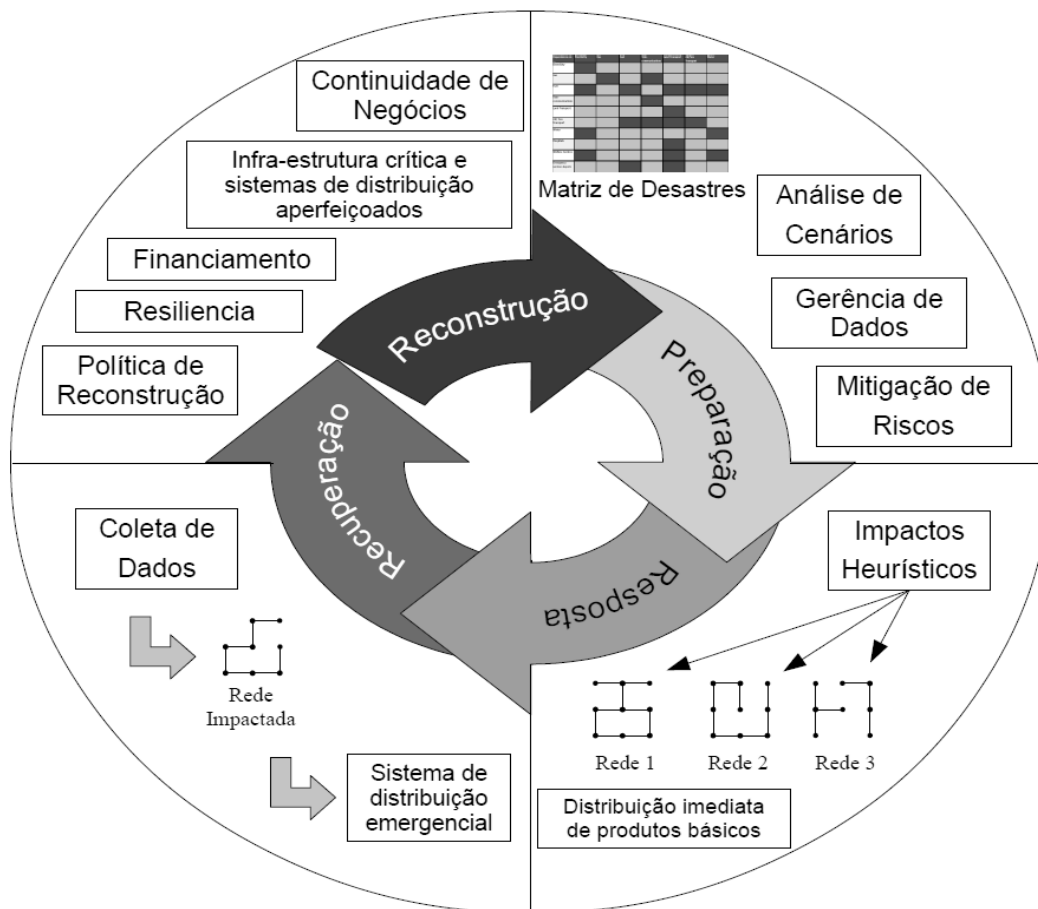 Continuidade de
Negócios
Infra-estrutura crítica e
sistemas de distribuição
aperfeiçoados
Financiamento
Resiliencia
Política de
Reconstrução
Matriz de Desastres
Análise de
Cenários
Gerência de
Dados
Mitigação de
Riscos
Reconstrução
Preparação
Resposta
Recuperação
Coleta de
Dados
Rede
Impactada
Sistema de
distribuição
emergencial
Impactos
Heurísticos
Rede 1
Rede 2
Rede 3
Distribuição imediata
de produtos básicos